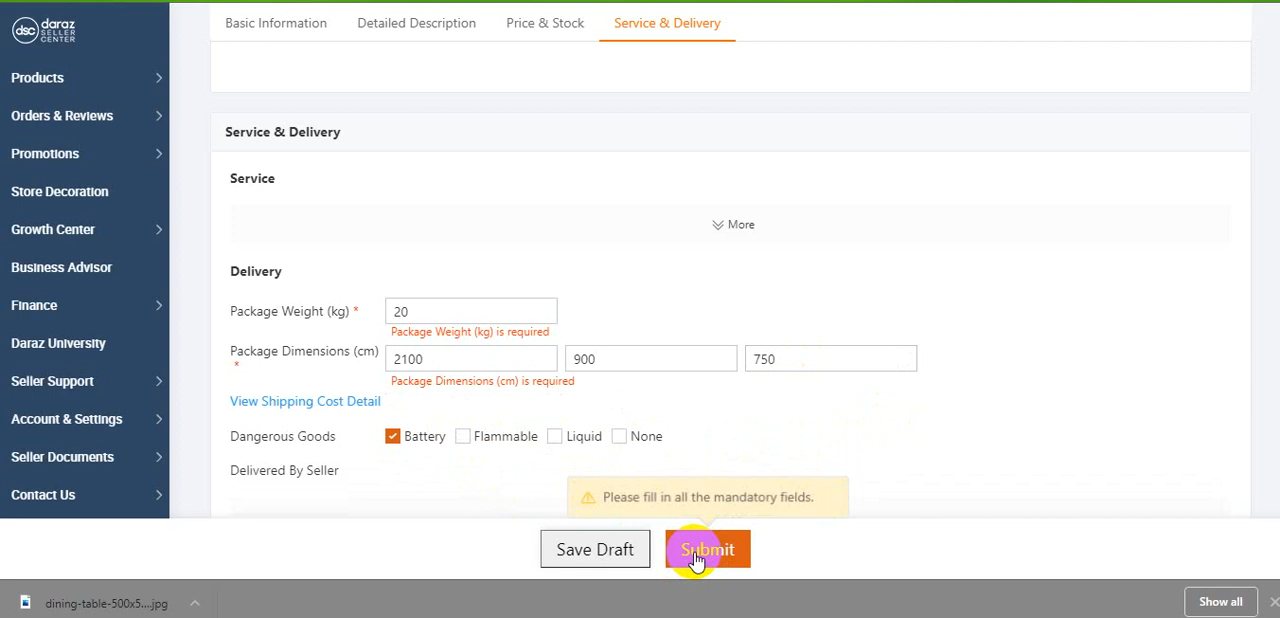 Basic Information Detailed Description Price & Stock Service & Delivery
dsc daraz
SELLER
CENTER
Products
Orders & Reviews
Promotions
Store Decoration
Growth Center
Business Advisor
Finance
Daraz University
Seller Support
Account & Settings
Seller Documents
Contact Us
Service & Delivery
Service
More
Delivery
Package Weight (kg) * 20
Package Weight (kg) is required
Package Dimensions (cm) * 2100 900 750
Package Dimensions (cm) is required
View Shipping Cost Detail
Dangerous Goods Battery Flammable Liquid None
Delivered By Seller
Please fill in all the mandatory fields.
Save Draft Submit
dining-table-500x5....jpg Show all